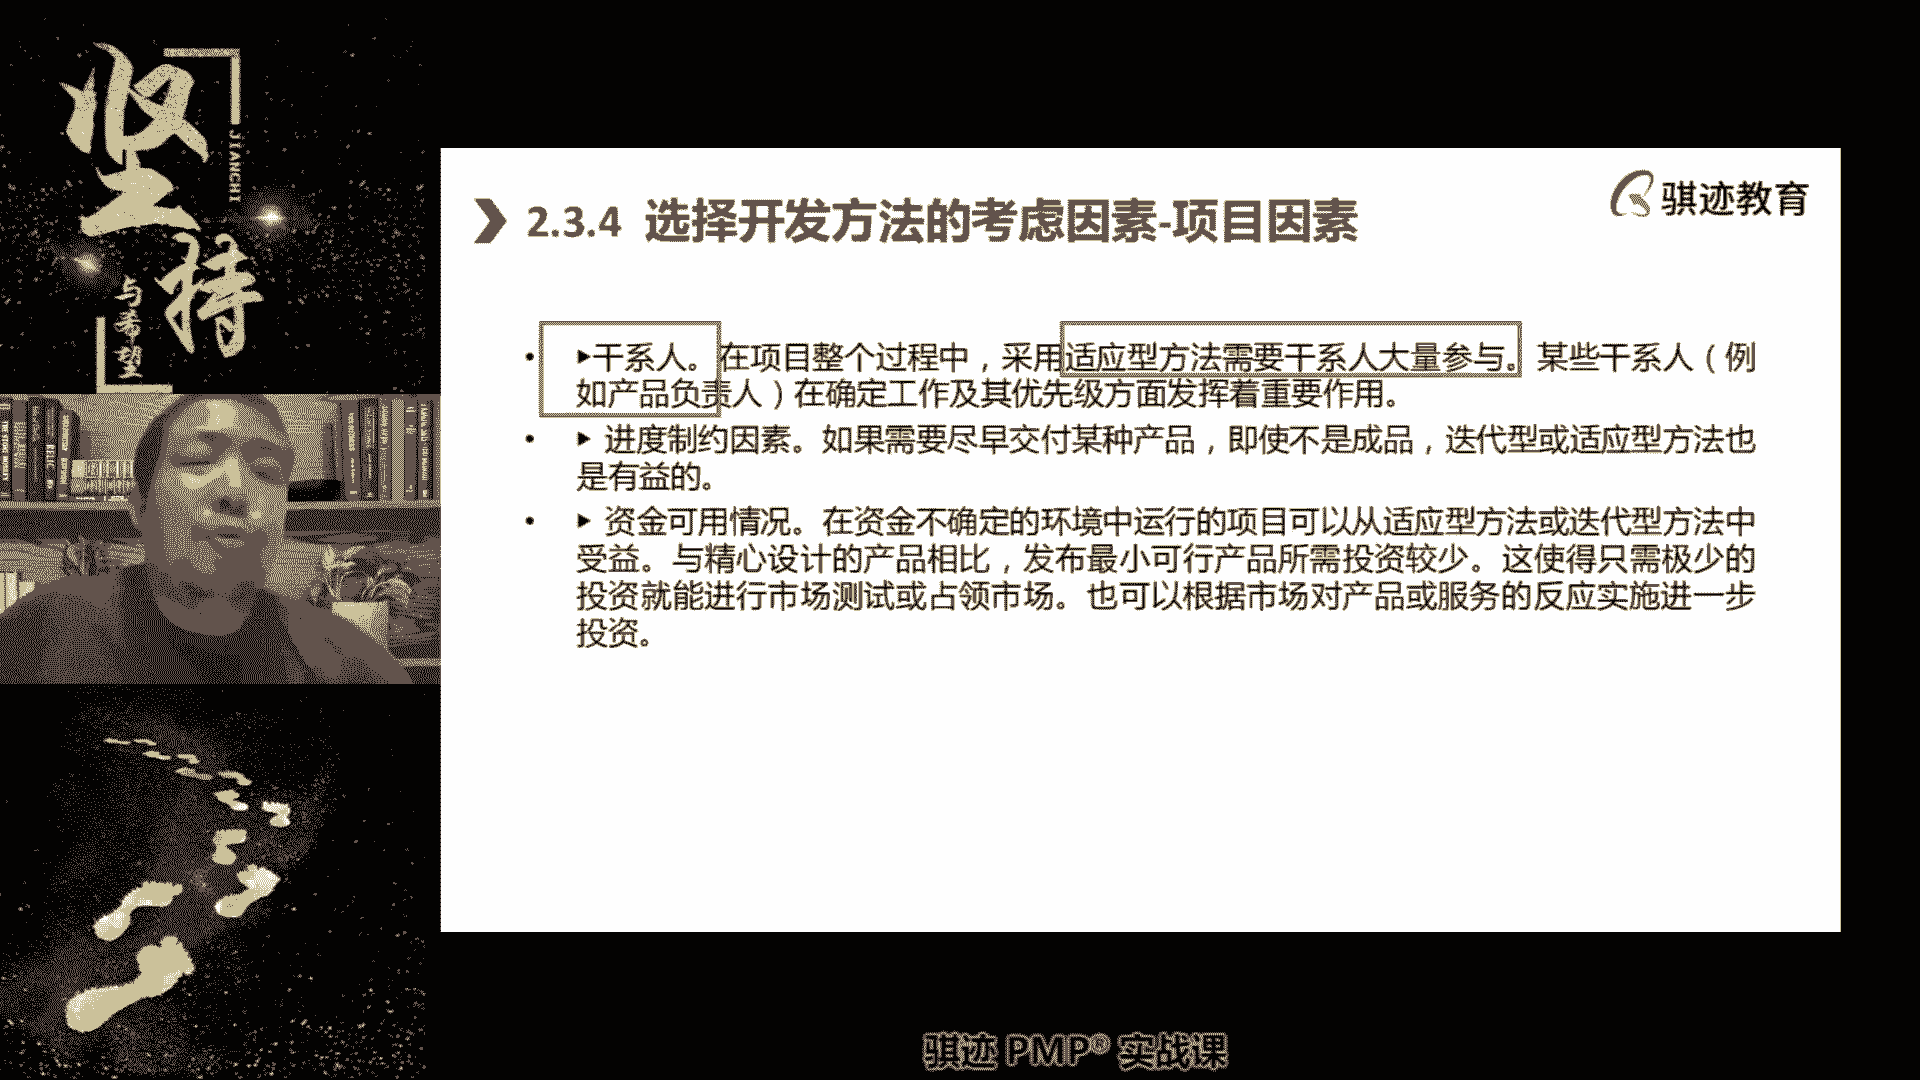 坚持
JIANCHI
与希望
骐迹教育
2.3.4 选择开发方法的考虑因素-项目因素
• ▶干系人。在项目整个过程中，采用适应型方法需要干系人大量参与。某些干系人（例
如产品负责人）在确定工作及其优先级方面发挥着重要作用。
• ▶ 进度制约因素。如果需要尽早交付某种产品，即使不是成品，迭代型或适应型方法也
是有益的。
• ▶ 资金可用情况。在资金不确定的环境中运行的项目可以从适应型方法或迭代型方法中
受益。与精心设计的产品相比，发布最小可行产品所需投资较少。这使得只需极少的
投资就能进行市场测试或占领市场。也可以根据市场对产品或服务的反应实施进一步
投资。
骐迹 PMP® 实战课